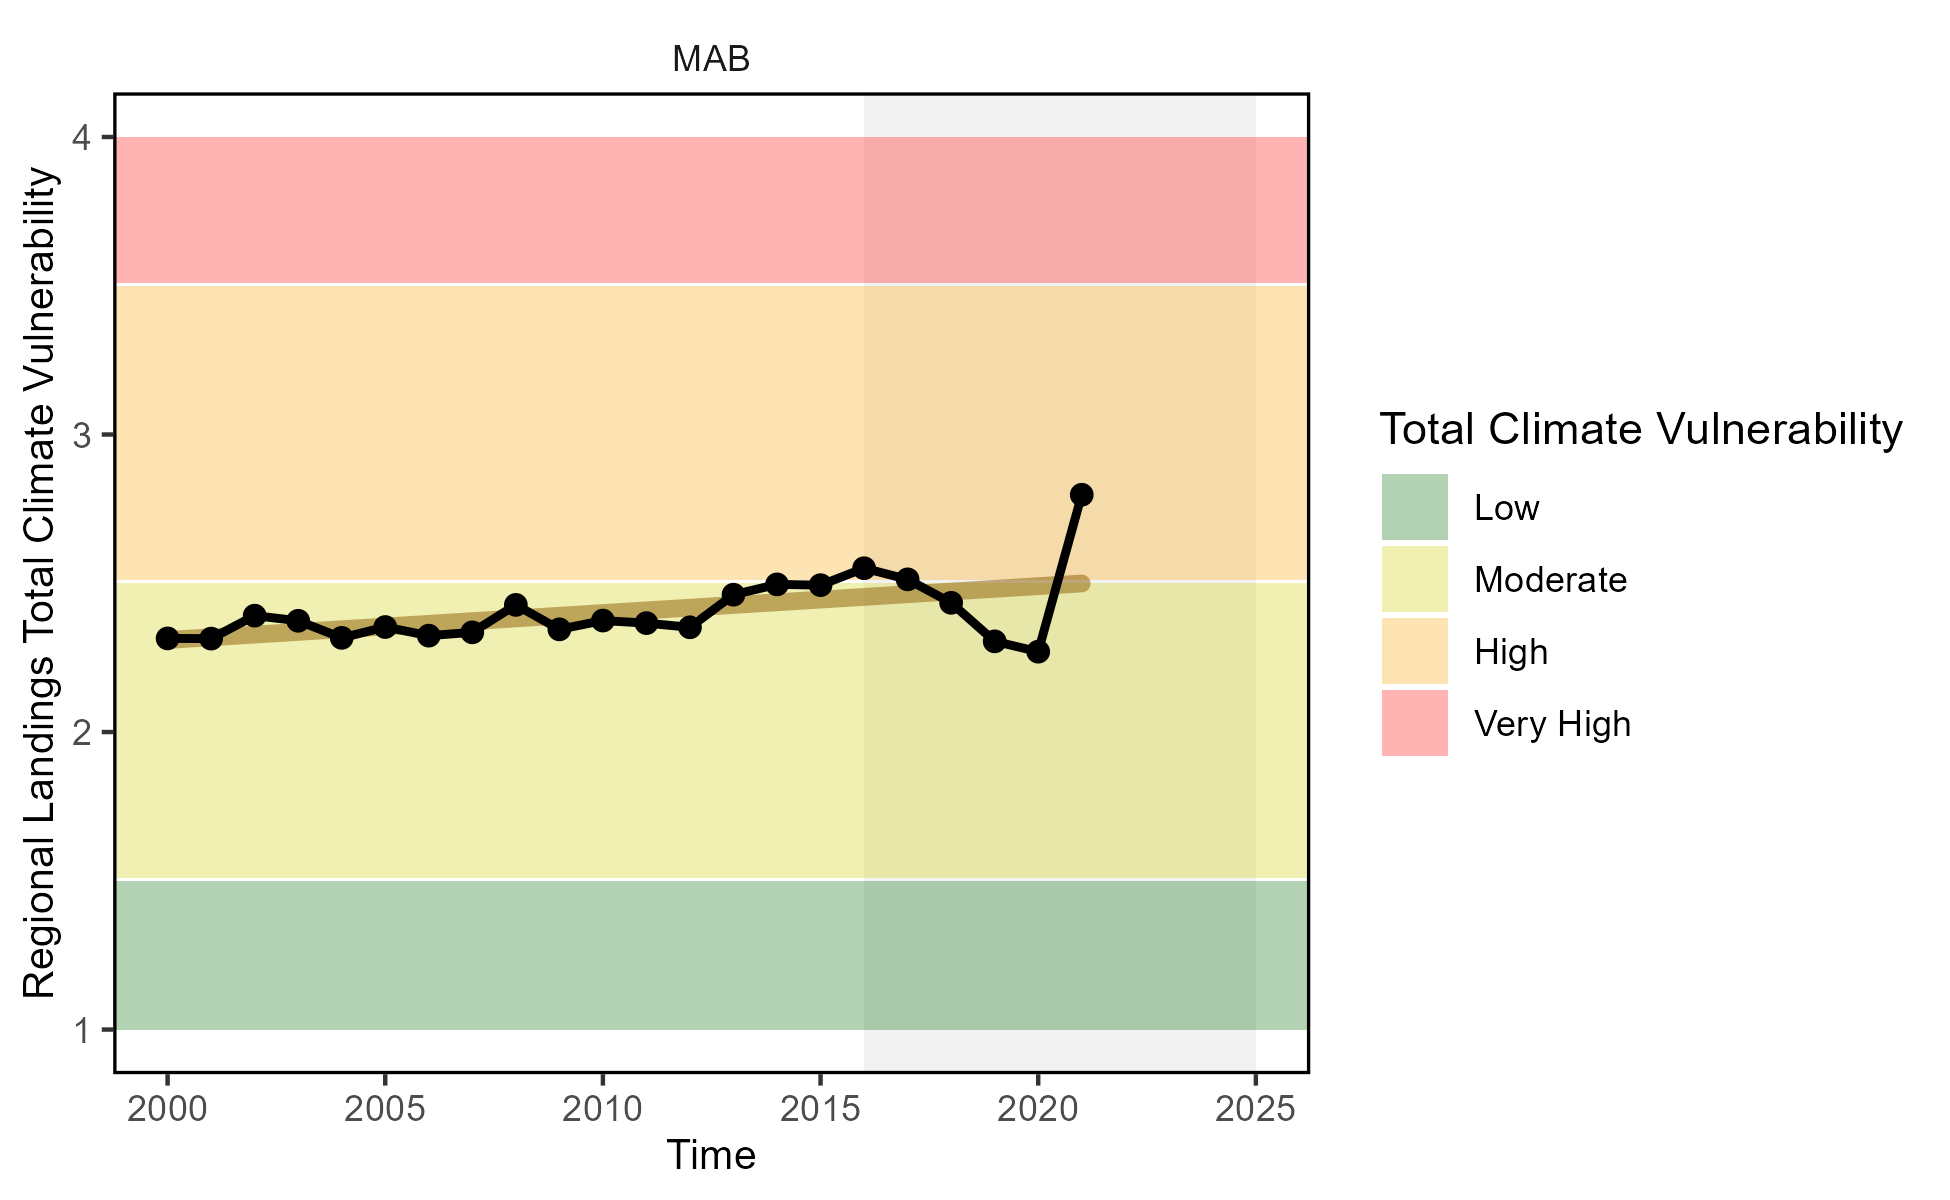 MAB
Regional Landings Total Climate Vulnerability
4
3
2
1
2000 2005 2010 2015 2020 2025
Time
Total Climate Vulnerability
Low
Moderate
High
Very High